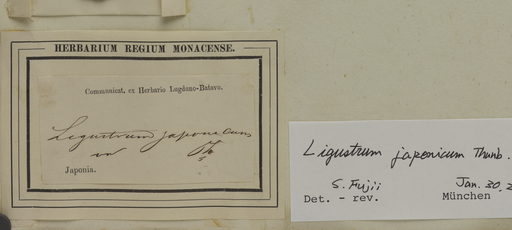 HERBARIUM REGIUM MONACENSE.
Communicat. ex Herbario Lugduno-Batavo.
Ligustrum japonicum
Japonia.
Ligustrum japonicum Thunb.
S. Fujii Jan. 30, 2
Det. - rev. München